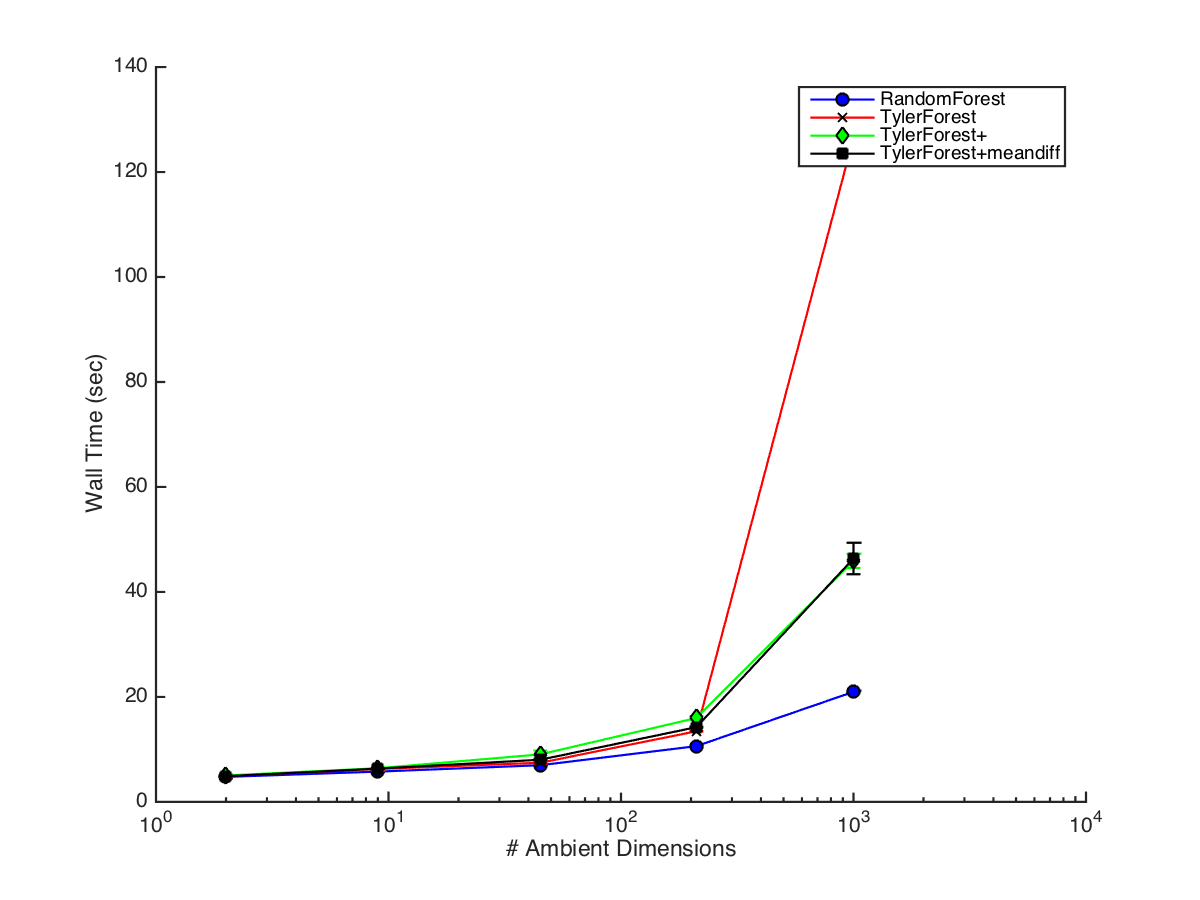 140
120
100
80
60
40
20
0
Wall Time (sec)
RandomForest
TylerForest
TylerForest+
TylerForest+meandiff
10^0 10^1 10^2 10^3 10^4
# Ambient Dimensions